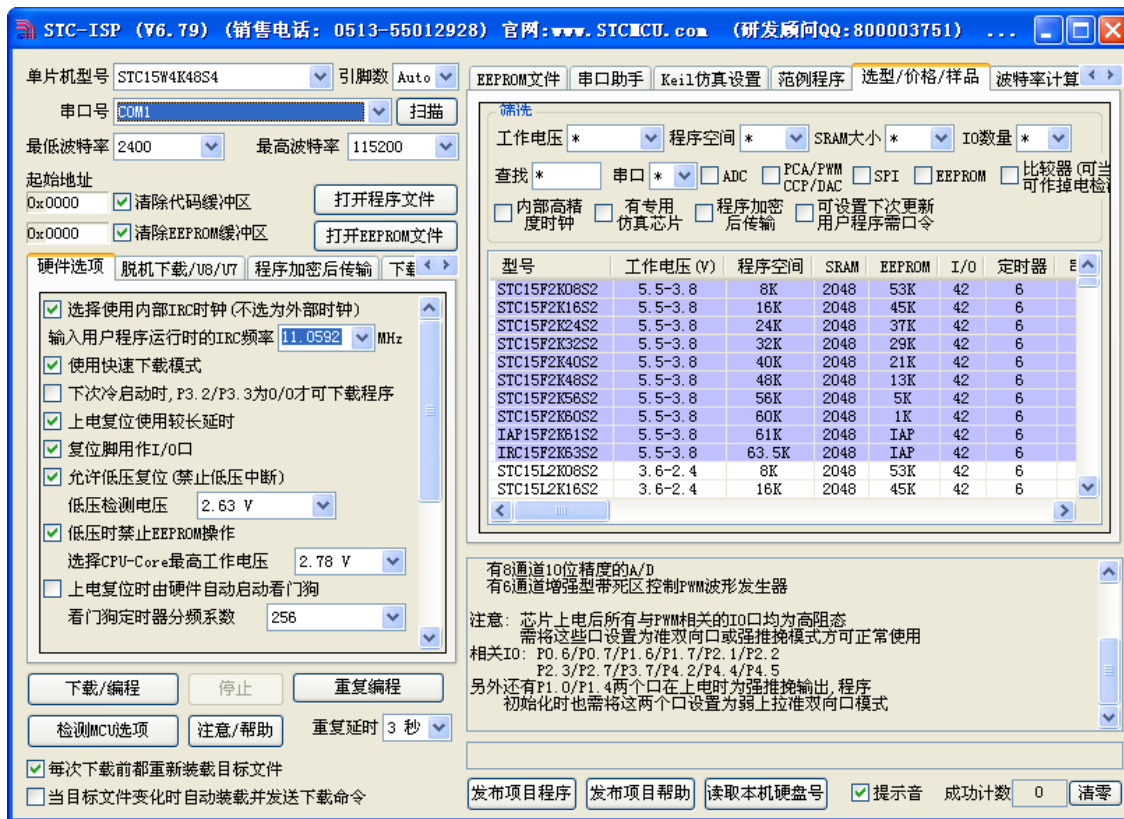 STC-ISP (V6.79) (销售电话: 0513-55012928) 官网:www.STCMCU.com (研发顾问QQ:800003751) ...
单片机型号 STC15W4K48S4 引脚数 Auto
串口号 COM1 扫描
最低波特率 2400 最高波特率 115200
起始地址
0x0000 清除代码缓冲区 打开程序文件
0x0000 清除EEPROM缓冲区 打开EEPROM文件
硬件选项 脱机下载/U8/U7 程序加密后传输 下载
选择使用内部IRC时钟(不选为外部时钟)
输入用户程序运行时的IRC频率 11.0592 MHz
使用快速下载模式
下次冷启动时,P3.2/P3.3为0/0才可下载程序
上电复位使用较长延时
复位脚用作I/O口
允许低压复位(禁止低压中断)
低压检测电压 2.63 V
低压时禁止EEPROM操作
选择CPU-Core最高工作电压 2.78 V
上电复位时由硬件自动启动看门狗
看门狗定时器分频系数 256
下载/编程 停止 重复编程
检测MCU选项 注意/帮助 重复延时 3 秒
每次下载前都重新装载目标文件
当目标文件变化时自动装载并发送下载命令
EEPROM文件 串口助手 Keil仿真设置 范例程序 选型/价格/样品 波特率计算
筛选
工作电压 * 程序空间 * SRAM大小 * IO数量 *
查找 * 串口 * ADC PCA/PWM CCP/DAC SPI EEPROM 比较器(可当 可作掉电检
内部高精度时钟 有专用仿真芯片 程序加密后传输 可设置下次更新用户程序需口令
型号 工作电压(V) 程序空间 SRAM EEPROM I/O 定时器
STC15F2K08S2 5.5-3.8 8K 2048 53K 42 6
STC15F2K16S2 5.5-3.8 16K 2048 45K 42 6
STC15F2K24S2 5.5-3.8 24K 2048 37K 42 6
STC15F2K32S2 5.5-3.8 32K 2048 29K 42 6
STC15F2K40S2 5.5-3.8 40K 2048 21K 42 6
STC15F2K48S2 5.5-3.8 48K 2048 13K 42 6
STC15F2K56S2 5.5-3.8 56K 2048 5K 42 6
STC15F2K60S2 5.5-3.8 60K 2048 1K 42 6
IAP15F2K61S2 5.5-3.8 61K 2048 IAP 42 6
IRC15F2K63S2 5.5-3.8 63.5K 2048 IAP 42 6
STC15L2K08S2 3.6-2.4 8K 2048 53K 42 6
STC15L2K16S2 3.6-2.4 16K 2048 45K 42 6
有8通道10位精度的A/D
有6通道增强型带死区控制PWM波形发生器
注意: 芯片上电后所有与PWM相关的IO口均为高阻态
需将这些口设置为准双向口或强推挽模式方可正常使用
相关IO: P0.6/P0.7/P1.6/P1.7/P2.1/P2.2
P2.3/P2.7/P3.7/P4.2/P4.4/P4.5
另外还有P1.0/P1.4两个口在上电时为强推挽输出,程序
初始化时也需将这两个口设置为弱上拉准双向口模式
发布项目程序 发布项目帮助 读取本机硬盘号 提示音 成功计数 0 清零